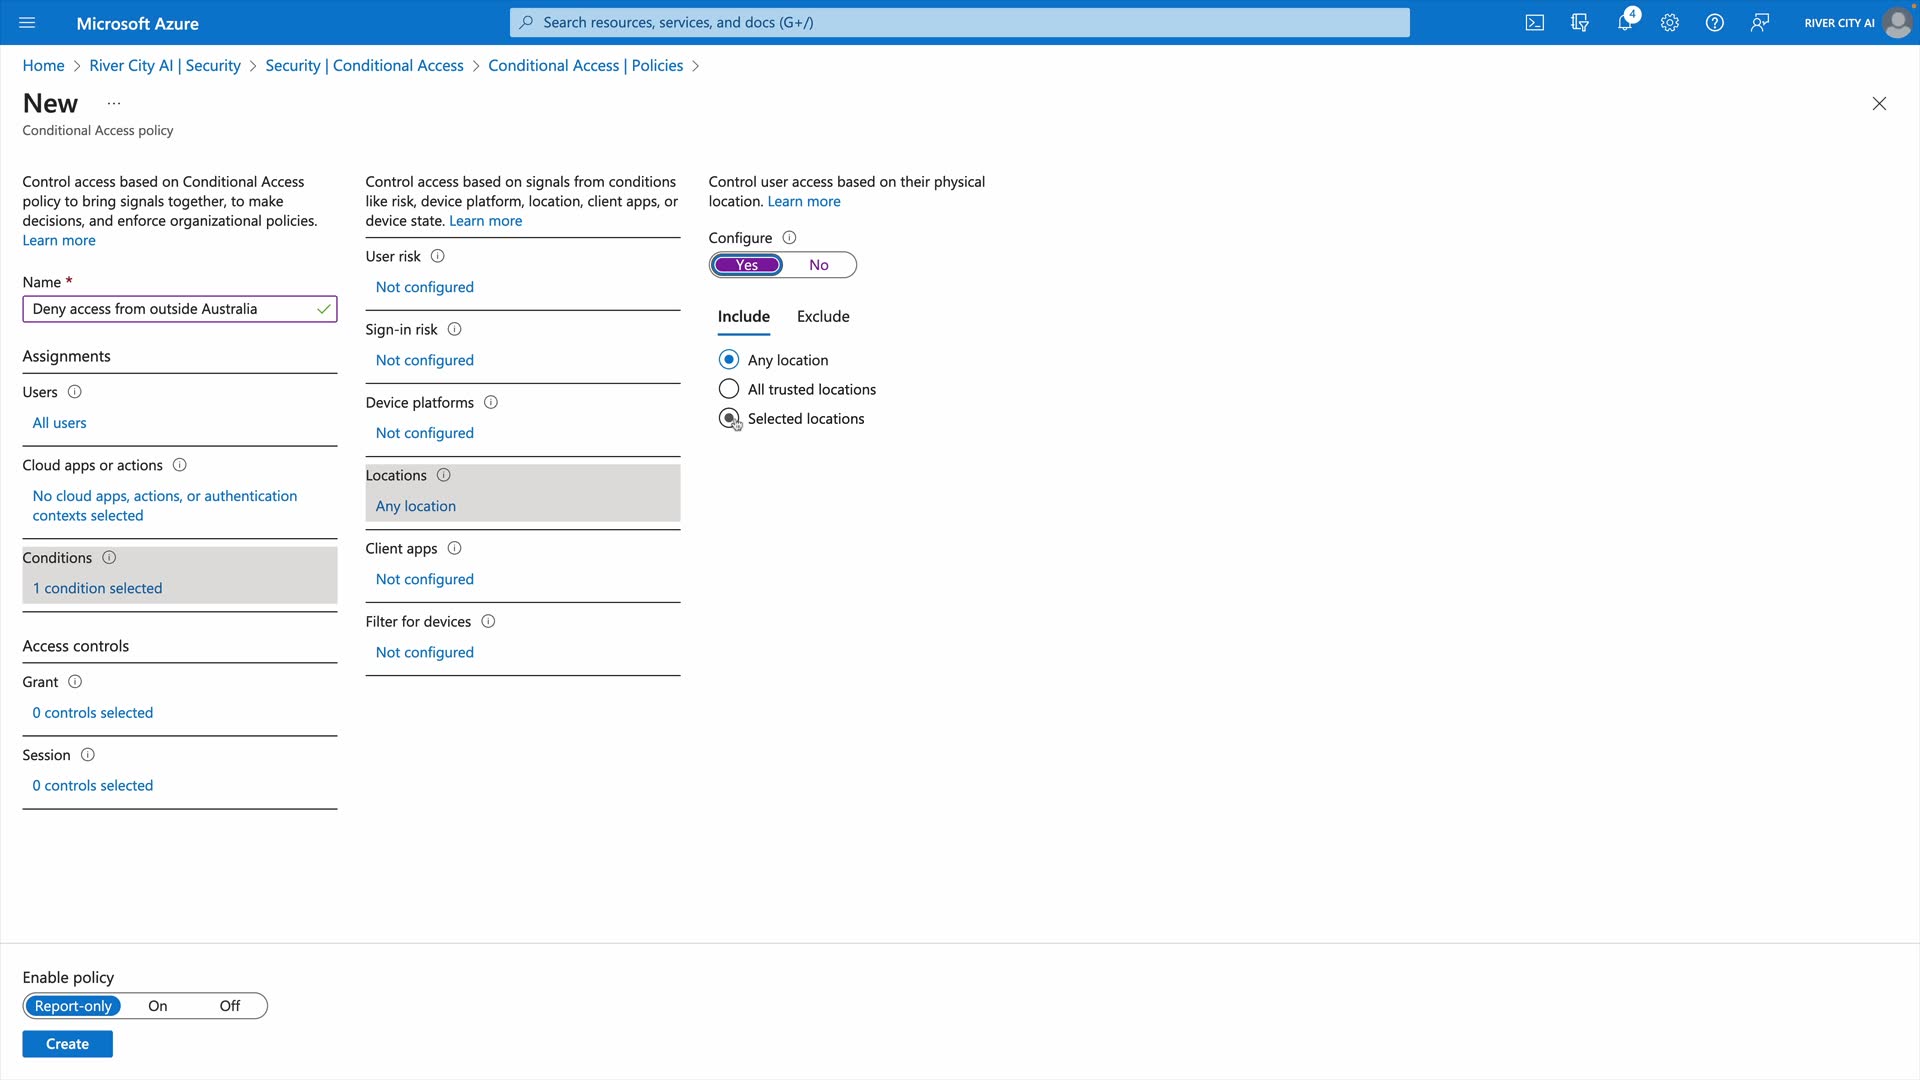 Microsoft Azure
Search resources, services, and docs (G+/)
4
RIVER CITY AI
Home > River City AI | Security > Security | Conditional Access > Conditional Access | Policies >
New ...
Conditional Access policy
Control access based on Conditional Access
policy to bring signals together, to make
decisions, and enforce organizational policies.
Learn more
Name *
Deny access from outside Australia
Assignments
Users
All users
Cloud apps or actions
No cloud apps, actions, or authentication
contexts selected
Conditions
1 condition selected
Access controls
Grant
0 controls selected
Session
0 controls selected
Control access based on signals from conditions
like risk, device platform, location, client apps, or
device state. Learn more
User risk
Not configured
Sign-in risk
Not configured
Device platforms
Not configured
Locations
Any location
Client apps
Not configured
Filter for devices
Not configured
Control user access based on their physical
location. Learn more
Configure
Yes No
Include Exclude
Any location
All trusted locations
Selected locations
Enable policy
Report-only On Off
Create